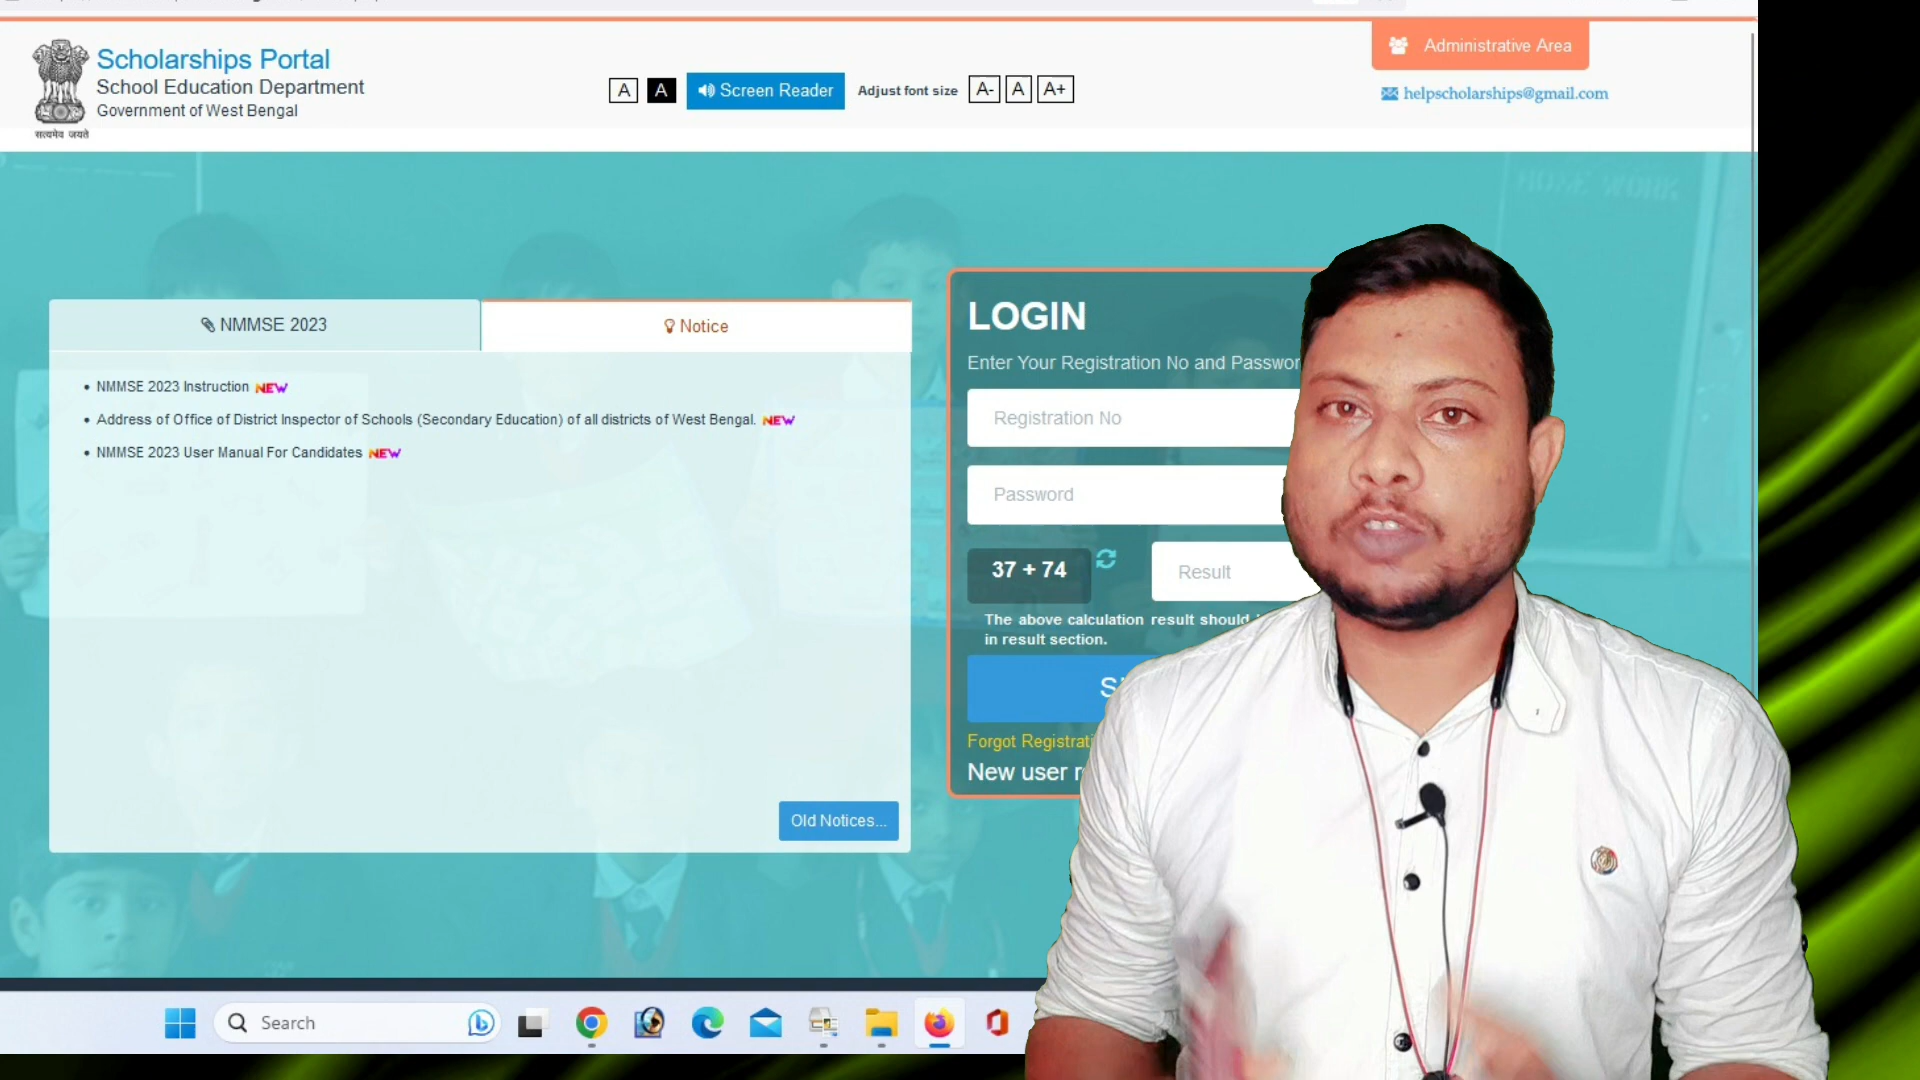 Scholarships Portal
School Education Department
Government of West Bengal
सत्यमेव जयते
A A Screen Reader Adjust font size A- A A+
Administrative Area
helpscholarships@gmail.com
NMMSE 2023
Notice
NMMSE 2023 Instruction NEW
Address of Office of District Inspector of Schools (Secondary Education) of all districts of West Bengal. NEW
NMMSE 2023 User Manual For Candidates NEW
Old Notices...
LOGIN
Enter Your Registration No and
Registration No
Password
37 + 74
Result
The above calculation result should
in result section.
Forgot
New user
Search